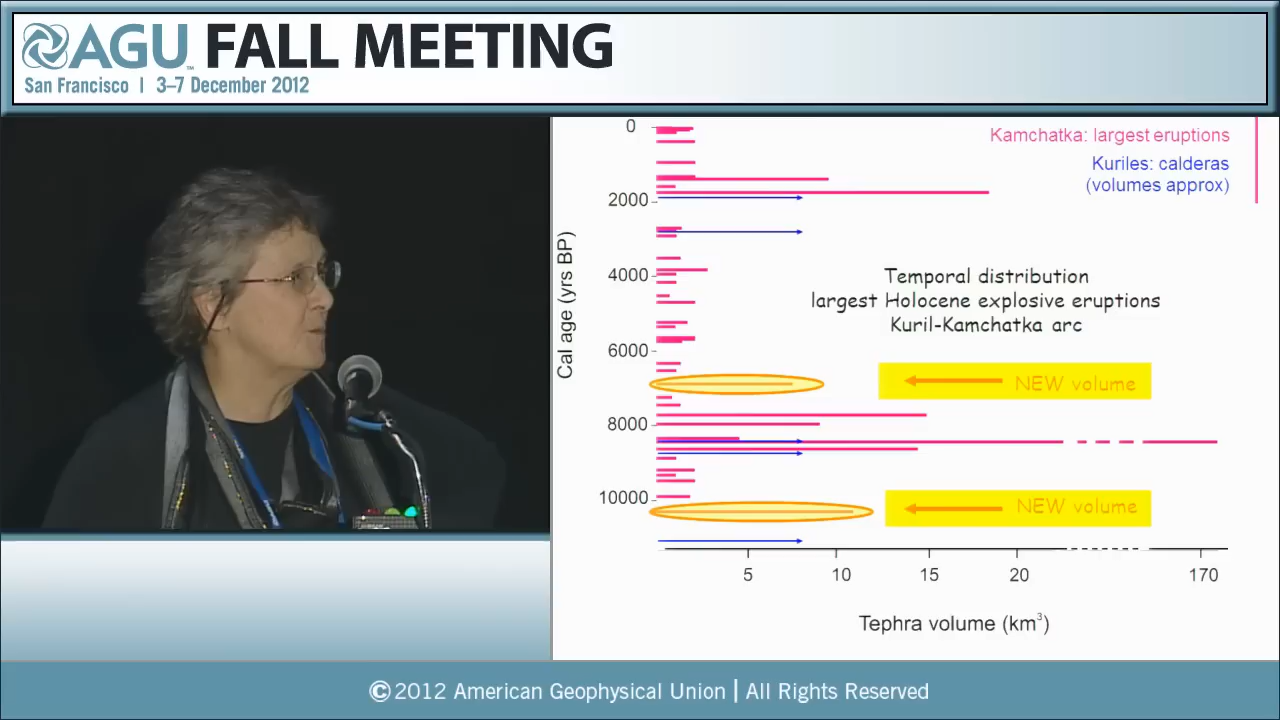 AGU FALL MEETING
San Francisco | 3–7 December 2012
Kamchatka: largest eruptions
Kuriles: calderas
(volumes approx)
Temporal distribution
largest Holocene explosive eruptions
Kuril-Kamchatka arc
NEW volume
NEW volume
Cal age (yrs BP)
0
2000
4000
6000
8000
10000
5 10 15 20 170
Tephra volume (km³)
©2012 American Geophysical Union | All Rights Reserved